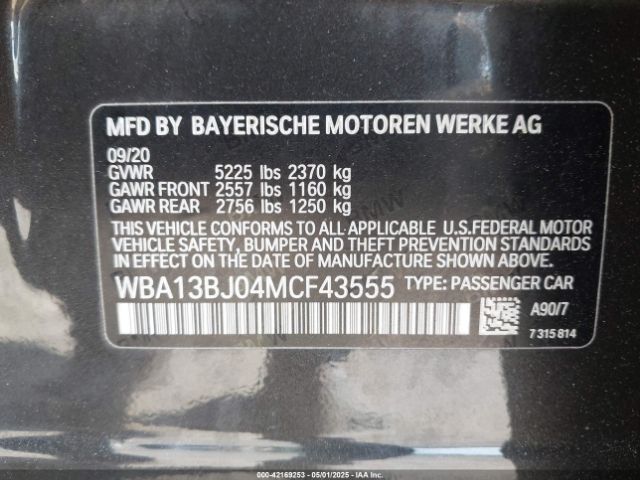 MFD BY BAYERISCHE MOTOREN WERKE AG
09/20
GVWR 5225 lbs 2370 kg
GAWR FRONT 2557 lbs 1160 kg
GAWR REAR 2756 lbs 1250 kg
THIS VEHICLE CONFORMS TO ALL APPLICABLE U.S.FEDERAL MOTOR
VEHICLE SAFETY, BUMPER AND THEFT PREVENTION STANDARDS
IN EFFECT ON THE DATE OF MANUFACTURE SHOWN ABOVE.
WBA13BJ04MCF43555 TYPE: PASSENGER CAR
A90/7
7 315 814
000-42169253 - 05/01/2025 - IAAI.COM